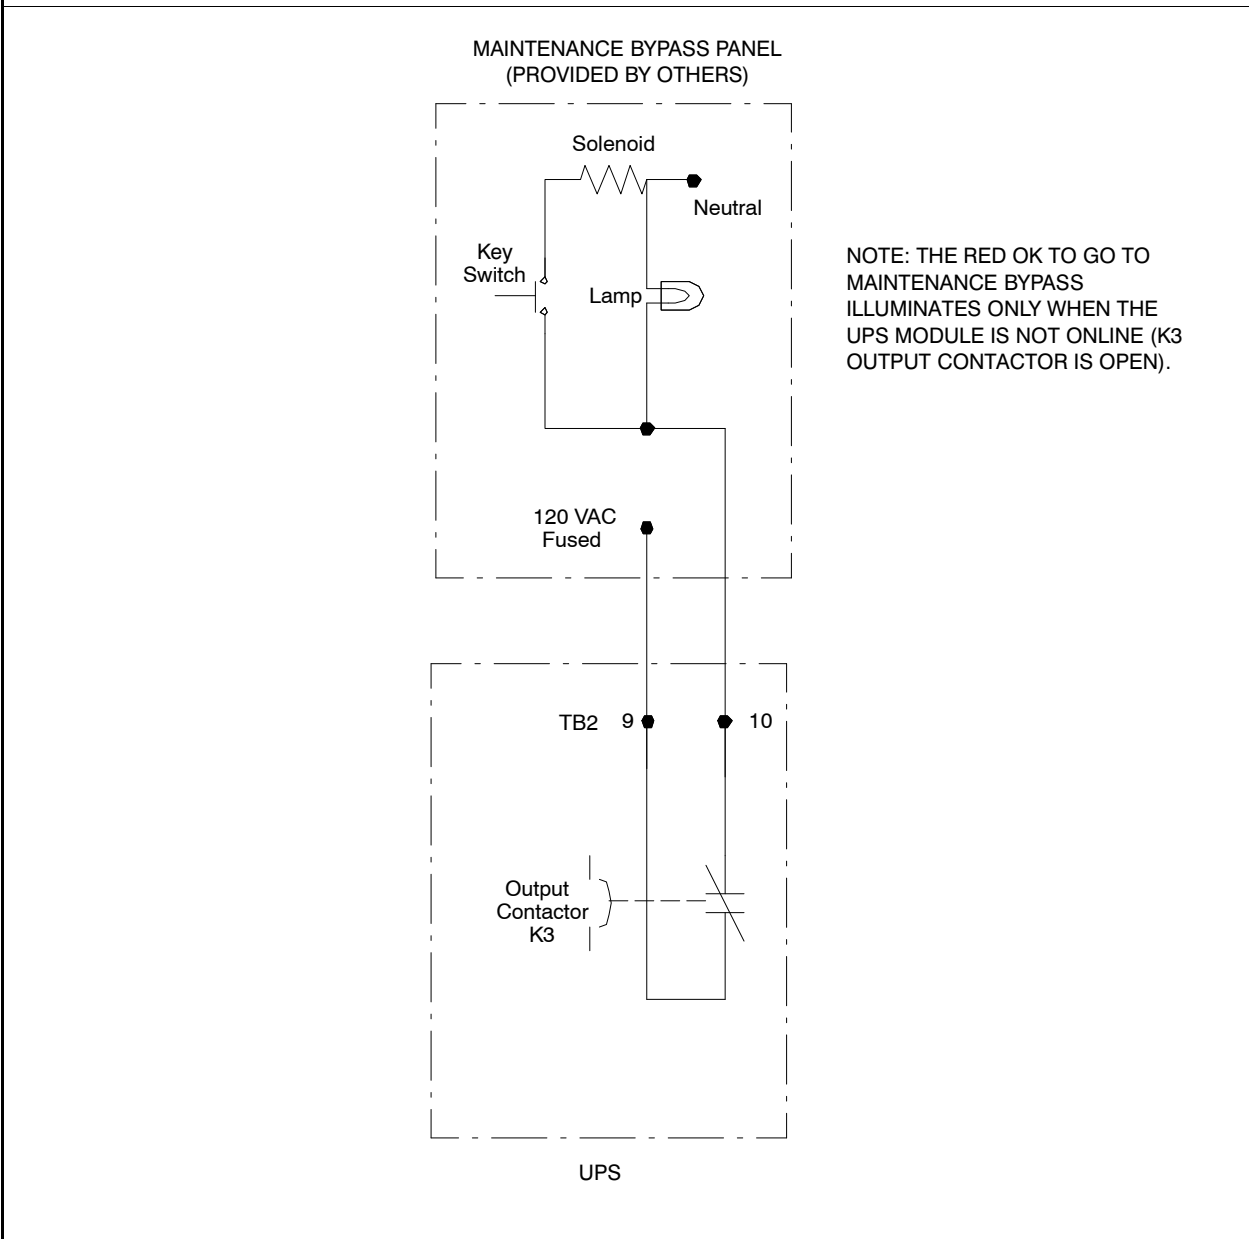 MAINTENANCE BYPASS PANEL
(PROVIDED BY OTHERS)
Solenoid
Neutral
Key
Switch
Lamp
NOTE: THE RED OK TO GO TO
MAINTENANCE BYPASS
ILLUMINATES ONLY WHEN THE
UPS MODULE IS NOT ONLINE (K3
OUTPUT CONTACTOR IS OPEN).
120 VAC
Fused
TB2 9 10
Output
Contactor
K3
UPS